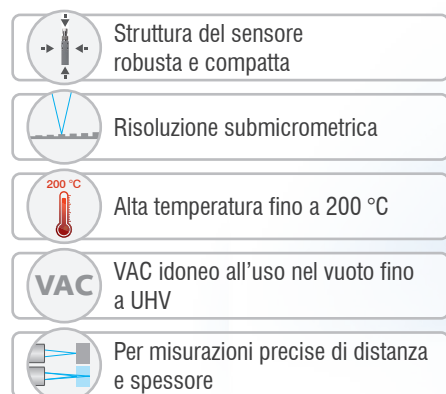 Struttura del sensore
robusta e compatta
Risoluzione submicrometrica
200 °C
Alta temperatura fino a 200 °C
VAC
VAC idoneo all'uso nel vuoto fino
a UHV
Per misurazioni precise di distanza
e spessore